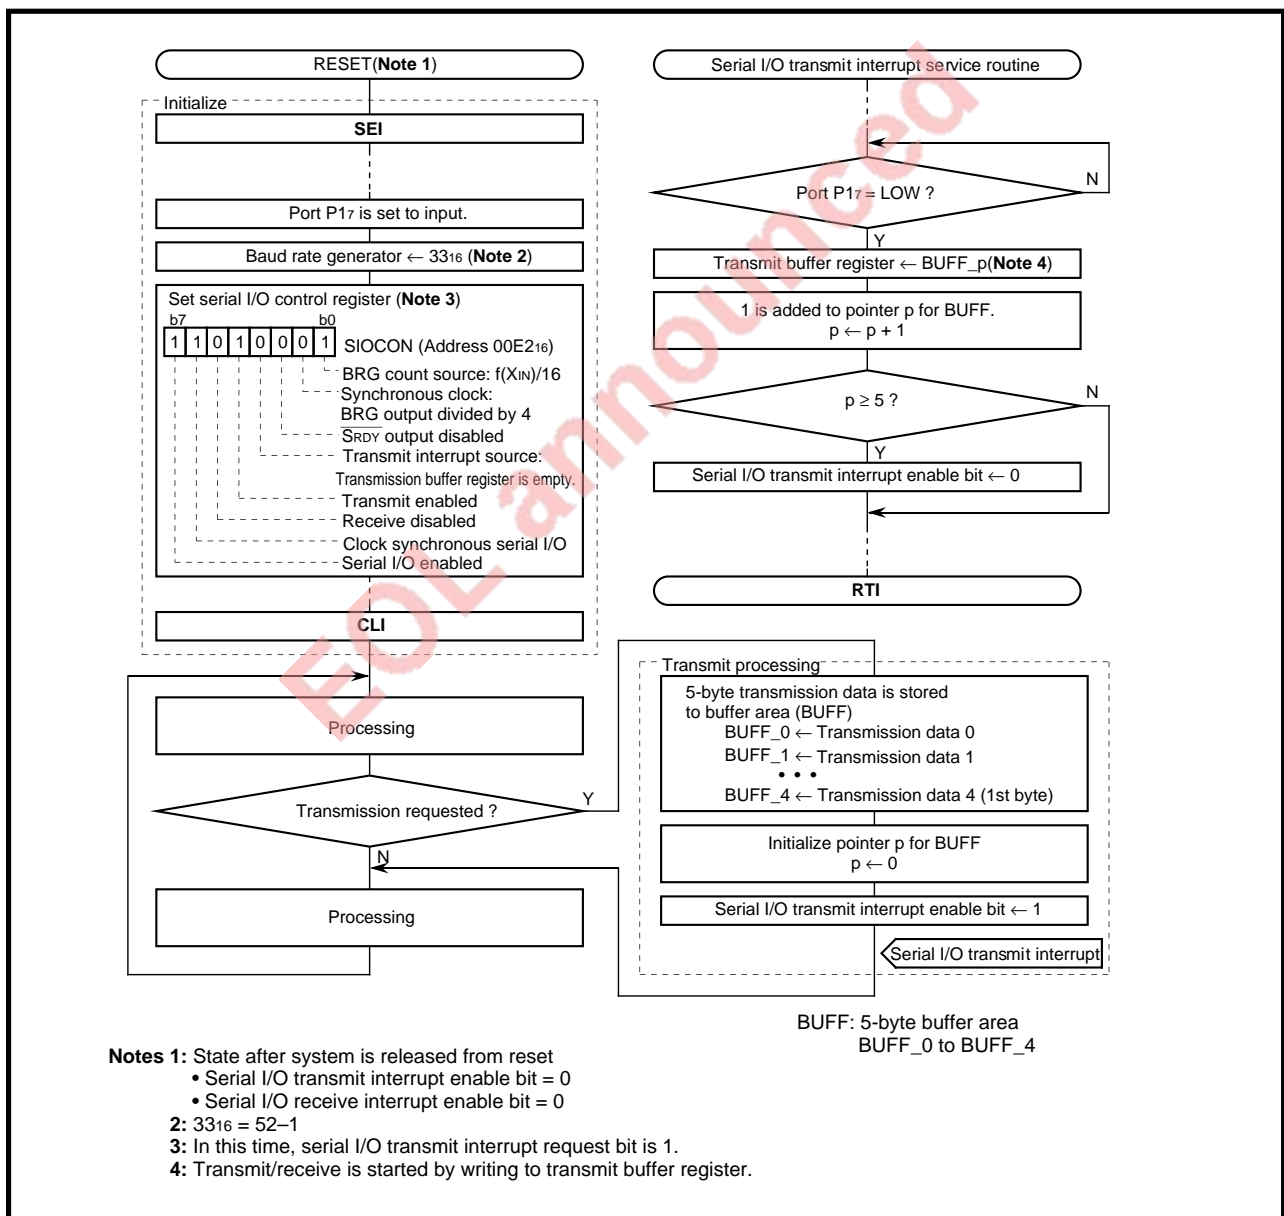 RESET(Note 1)
Initialize
SEI
Port P17 is set to input.
Baud rate generator ← 3316 (Note 2)
Set serial I/O control register (Note 3)
b7 b0
1 1 0 1 0 0 0 1 SIOCON (Address 00E216)
BRG count source: f(XIN)/16
Synchronous clock:
BRG output divided by 4
SRDY output disabled
Transmit interrupt source:
Transmission buffer register is empty.
Transmit enabled
Receive disabled
Clock synchronous serial I/O
Serial I/O enabled
CLI
Processing
Transmission requested ?
Y
N
Processing
Serial I/O transmit interrupt service routine
Port P17 = LOW ?
N
Y
Transmit buffer register ← BUFF_p(Note 4)
1 is added to pointer p for BUFF.
p ← p + 1
p ≥ 5 ?
N
Y
Serial I/O transmit interrupt enable bit ← 0
RTI
Transmit processing
5-byte transmission data is stored
to buffer area (BUFF)
BUFF_0 ← Transmission data 0
BUFF_1 ← Transmission data 1
• • •
BUFF_4 ← Transmission data 4 (1st byte)
Initialize pointer p for BUFF
p ← 0
Serial I/O transmit interrupt enable bit ← 1
Serial I/O transmit interrupt
BUFF: 5-byte buffer area
BUFF_0 to BUFF_4
Notes 1: State after system is released from reset
• Serial I/O transmit interrupt enable bit = 0
• Serial I/O receive interrupt enable bit = 0
2: 3316 = 52–1
3: In this time, serial I/O transmit interrupt request bit is 1.
4: Transmit/receive is started by writing to transmit buffer register.
EOL announced